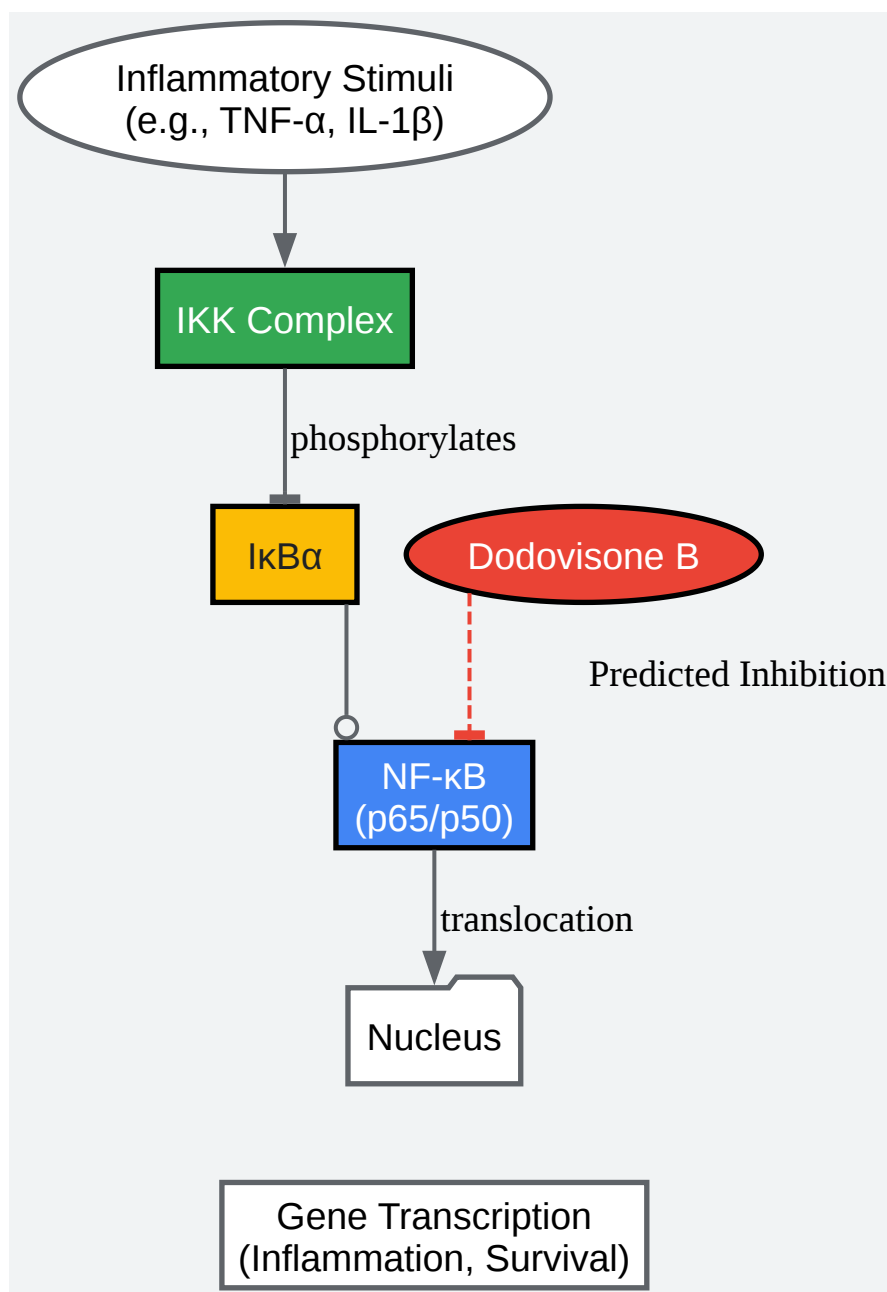 Inflammatory Stimuli
(e.g., TNF-α, IL-1β)
IKK Complex
phosphorylates
IκBα
Dodovisone B
Predicted Inhibition
NF-κB
(p65/p50)
translocation
Nucleus
Gene Transcription
(Inflammation, Survival)